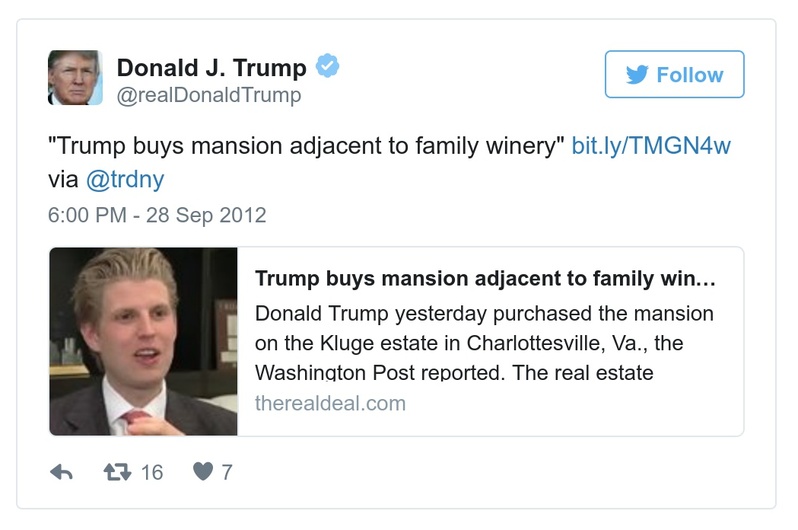 Donald J. Trump
@realDonaldTrump
Follow
"Trump buys mansion adjacent to family winery" bit.ly/TMGN4w
via @trdny
6:00 PM - 28 Sep 2012
Trump buys mansion adjacent to family win...
Donald Trump yesterday purchased the mansion
on the Kluge estate in Charlottesville, Va., the
Washington Post reported. The real estate
therealdeal.com
16 7